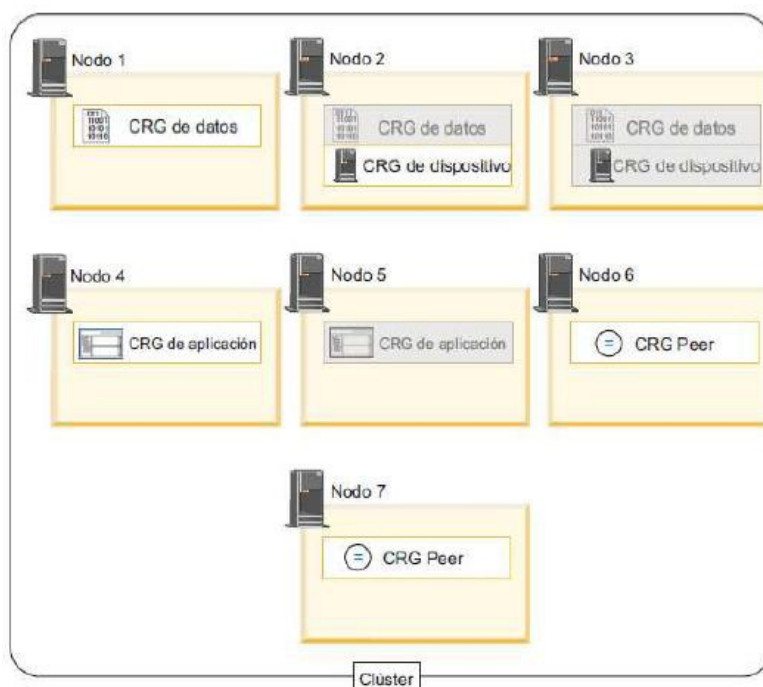 Nodo 1
CRG de datos
Nodo 2
CRG de datos
CRG de dispositivo
Nodo 3
CRG de datos
CRG de dispositivo
Nodo 4
CRG de aplicación
Nodo 5
CRG de aplicación
Nodo 6
= CRG Peer
Nodo 7
= CRG Peer
Clúster